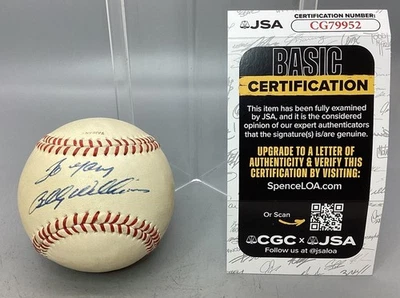 To Gary
Billy Williams
JSA
CERTIFICATION NUMBER
CG79952
BASIC
CERTIFICATION
This item has been fully examined
by JSA, and it is the considered
opinion of our expert authenticators
that the signature(s) is/are genuine.
UPGRADE TO A LETTER OF
AUTHENTICITY & VERIFY THIS
CERTIFICATION BY VISITING:
SpenceLOA.com
Or Scan
CGC x JSA
Follow us at @jsaloa